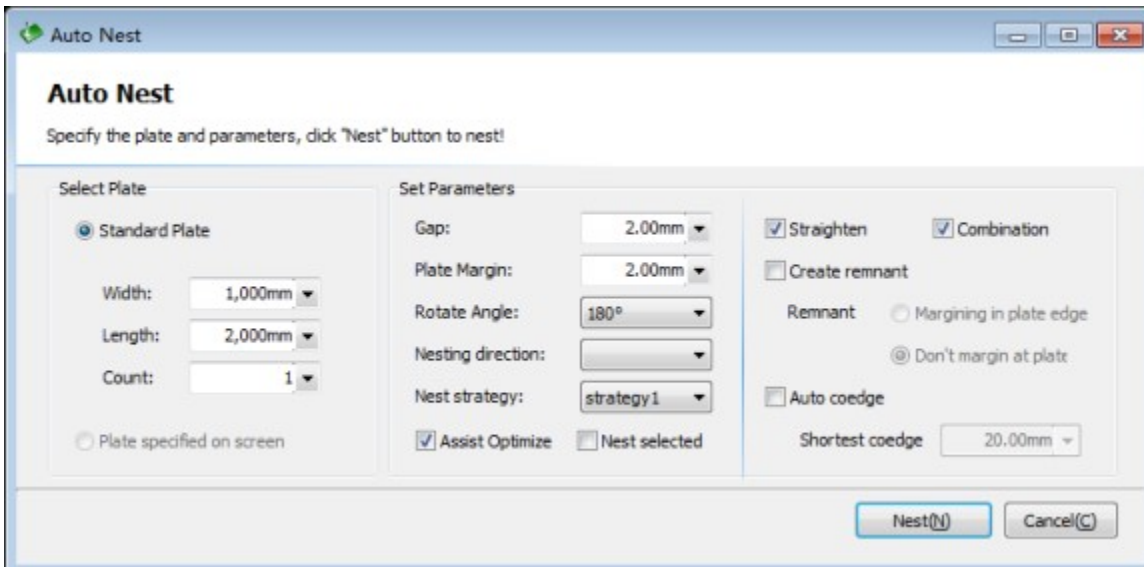 Auto Nest
Auto Nest
Specify the plate and parameters, click "Nest" button to nest!
Select Plate
Standard Plate
Width: 1,000mm
Length: 2,000mm
Count: 1
Plate specified on screen
Set Parameters
Gap: 2.00mm
Plate Margin: 2.00mm
Rotate Angle: 180°
Nesting direction:
Nest strategy: strategy1
Assist Optimize Nest selected
Straighten Combination
Create remnant
Remnant Margining in plate edge
Don't margin at plate
Auto coedge
Shortest coedge 20.00mm
Nest(N) Cancel(C)